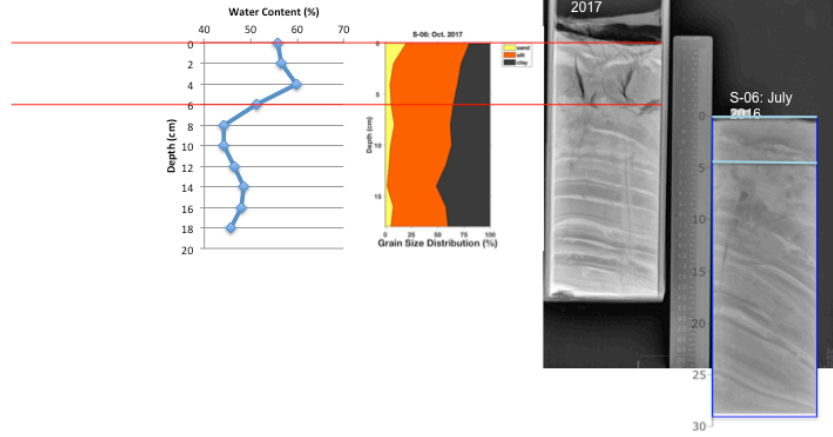 Water Content (%)
40 50 60 70
0
2
4
6
8
10
12
14
16
18
20
Depth (cm)
S-06: Oct. 2017
sand
silt
clay
0
5
10
15
Depth (cm)
0 25 50 75 100
Grain Size Distribution (%)
2017
S-06: July
2016
0
5
10
15
20
25
30